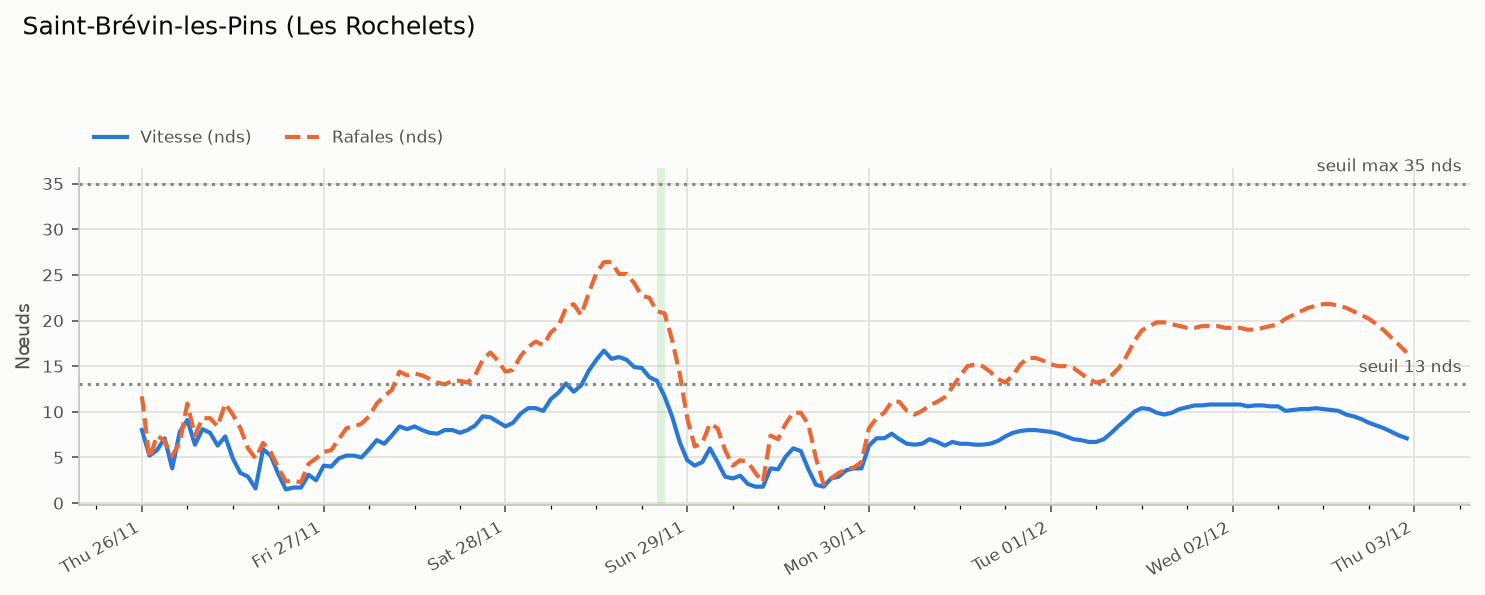 Saint-Brévin-les-Pins (Les Rochelets)
Vitesse (nds)
Rafales (nds)
seuil max 35 nds
35
30
25
20
15
10
5
0
Nœuds
seuil 13 nds
Thu 26/11
Fri 27/11
Sat 28/11
Sun 29/11
Mon 30/11
Tue 01/12
Wed 02/12
Thu 03/12